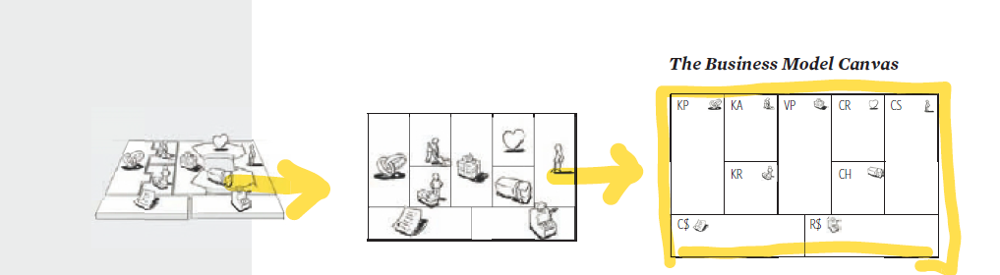 The Business Model Canvas
KP KA VP CR CS
KR CH
C$ R$